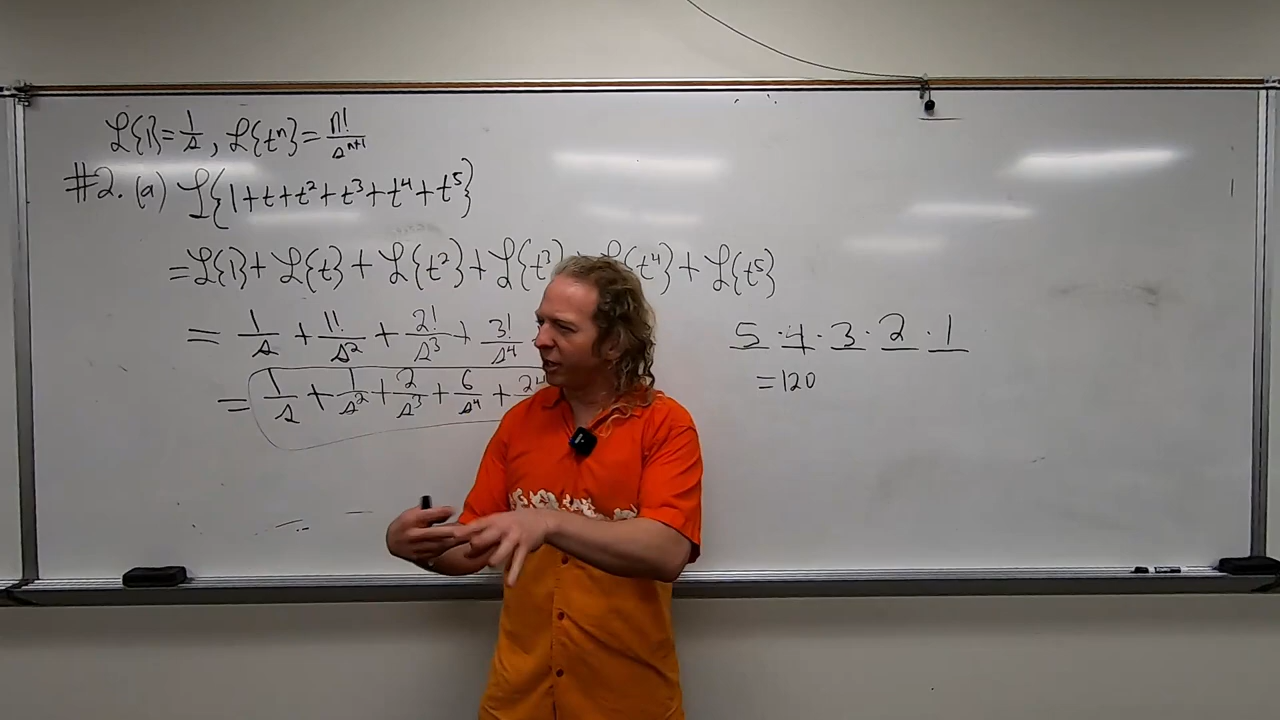 ℒ{1}=1/s, ℒ{tⁿ}=n!/sⁿ⁺¹
#2. (a) ℒ{1+t+t²+t³+t⁴+t⁵}
=ℒ{1}+ℒ{t}+ℒ{t²}+ℒ{t³} ℒ{t⁴}+ℒ{t⁵}
= 1/s + 1!/s² + 2!/s³ + 3!/s⁴
= 1/s + 1/s² + 2/s³ + 6/s⁴ + 24
5·4·3·2·1
=120